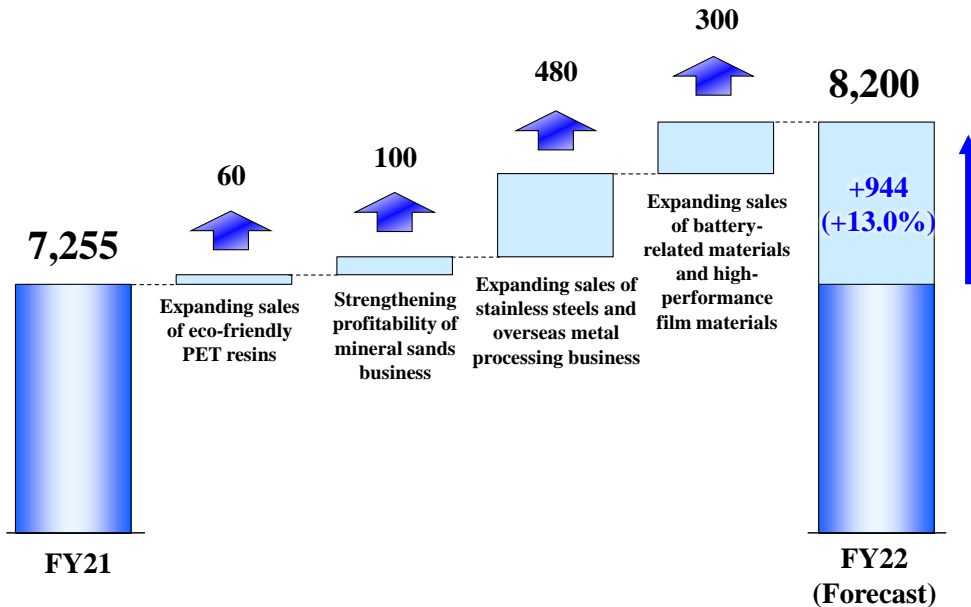 7,255
FY21
60
Expanding sales
of eco-friendly
PET resins
100
Strengthening
profitability of
mineral sands
business
480
Expanding sales of
stainless steels and
overseas metal
processing business
300
Expanding sales
of battery-
related materials
and high-
performance
film materials
8,200
+944
(+13.0%)
FY22
(Forecast)